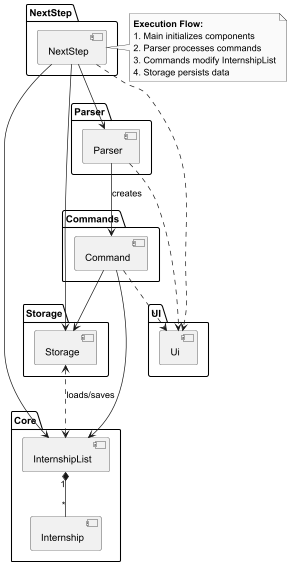 NextStep
NextStep
Execution Flow:
1. Main initializes components
2. Parser processes commands
3. Commands modify InternshipList
4. Storage persists data
Parser
Parser
creates
Commands
Command
Storage
Storage
UI
Ui
loads/saves
Core
InternshipList
1
*
Internship